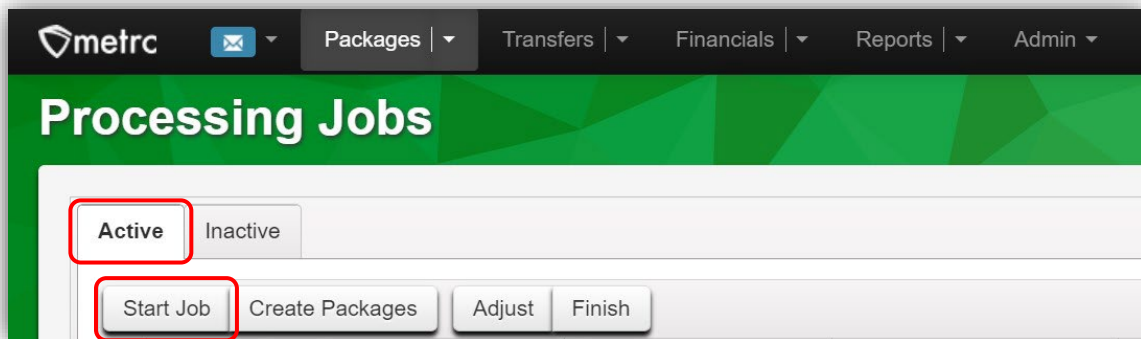 metrc Packages Transfers Financials Reports Admin
Processing Jobs
Active Inactive
Start Job Create Packages Adjust Finish